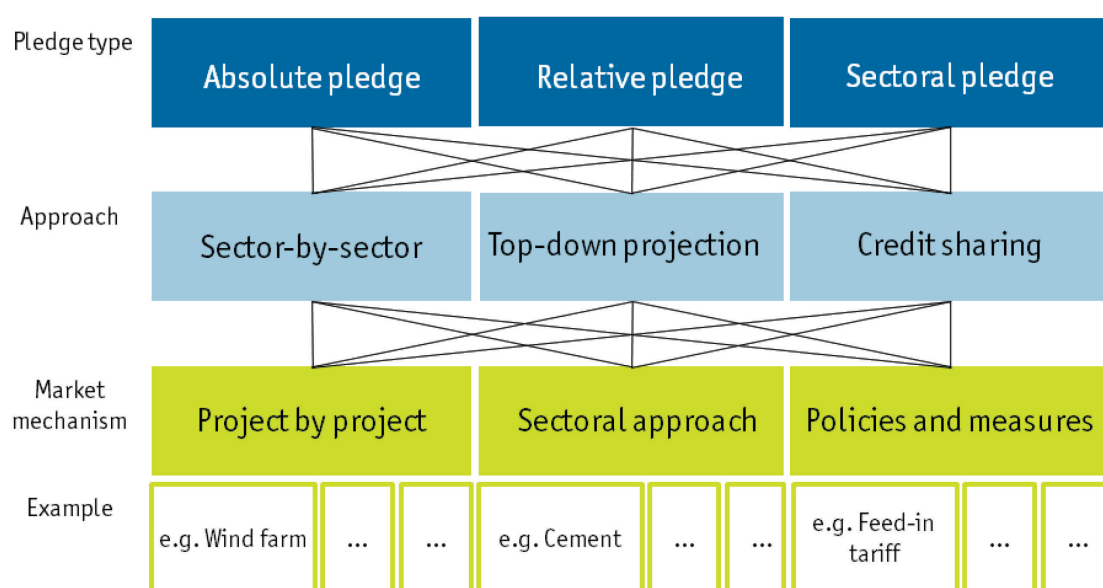 Pledge type
Absolute pledge
Relative pledge
Sectoral pledge
Approach
Sector-by-sector
Top-down projection
Credit sharing
Market
mechanism
Project by project
Sectoral approach
Policies and measures
Example
e.g. Wind farm
...
...
e.g. Cement
...
...
e.g. Feed-in
tariff
...
...